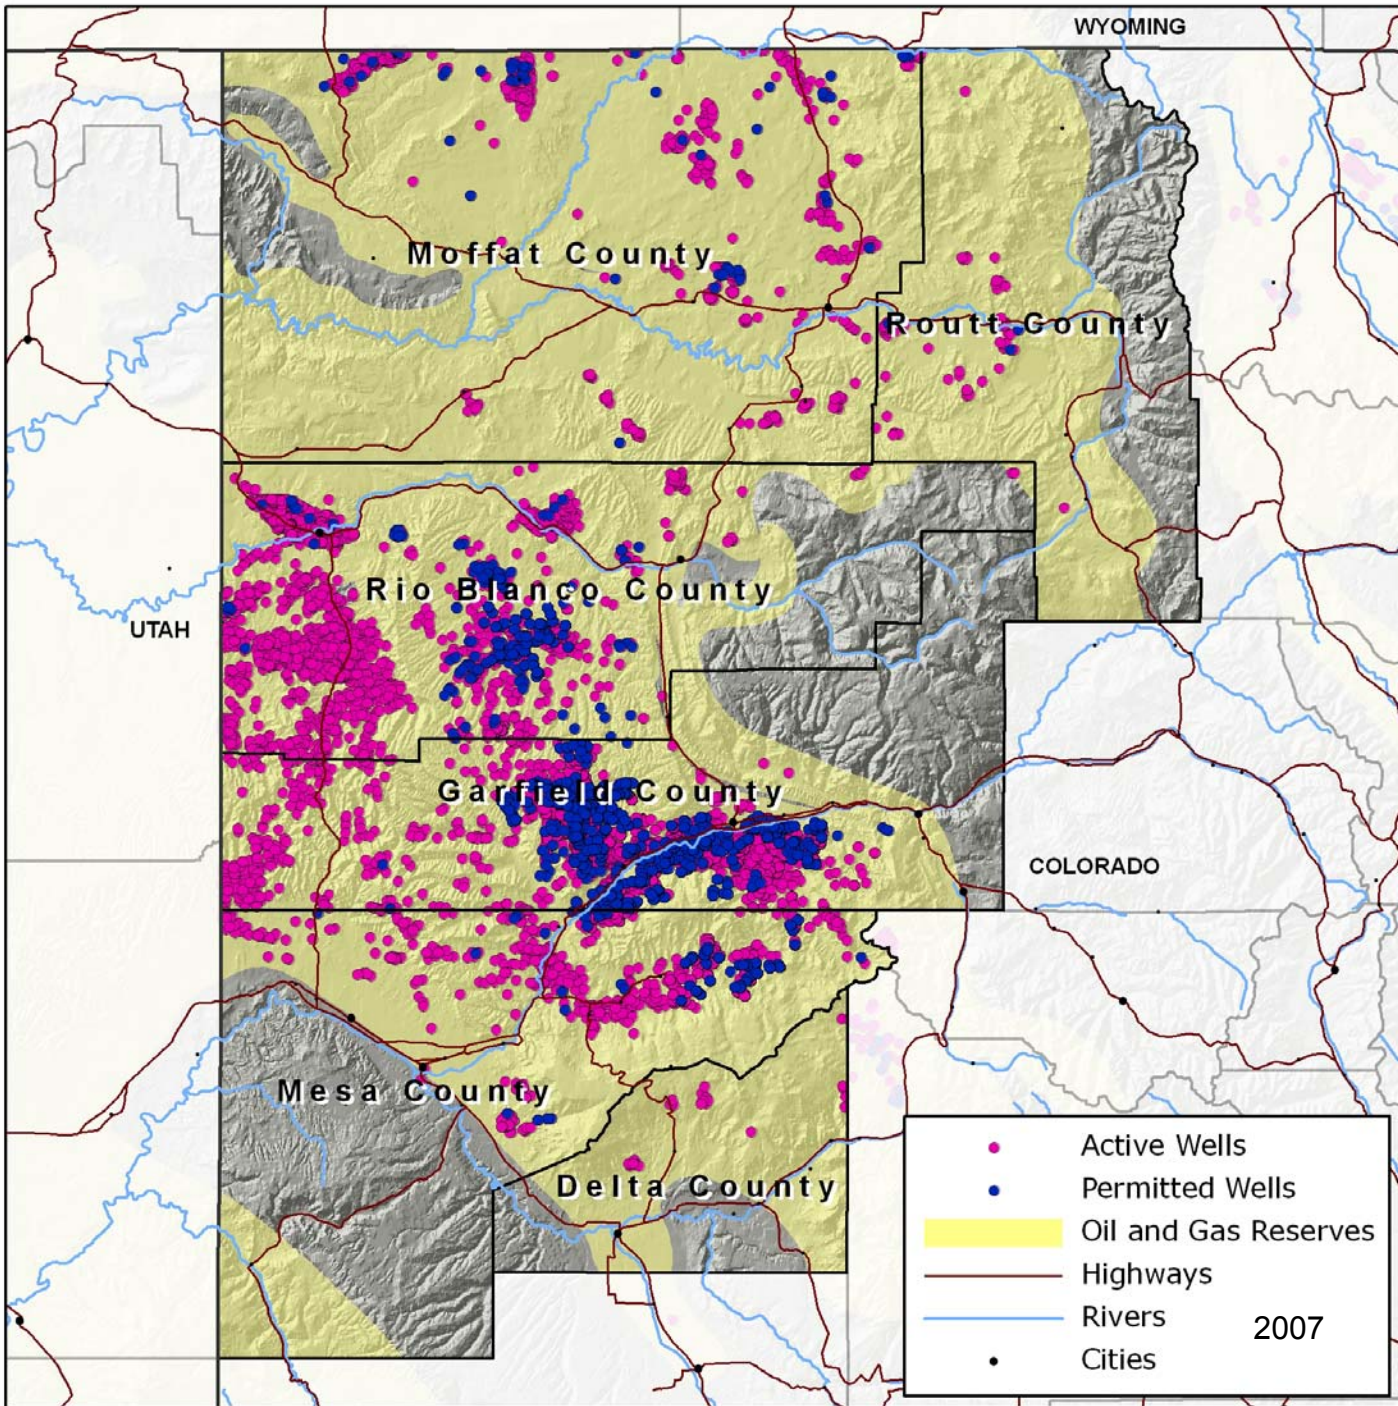 WYOMING
Moffat County
Routt County
Rio Blanco County
UTAH
Garfield County
COLORADO
Mesa County
Delta County
Active Wells
Permitted Wells
Oil and Gas Reserves
Highways
Rivers
2007
Cities